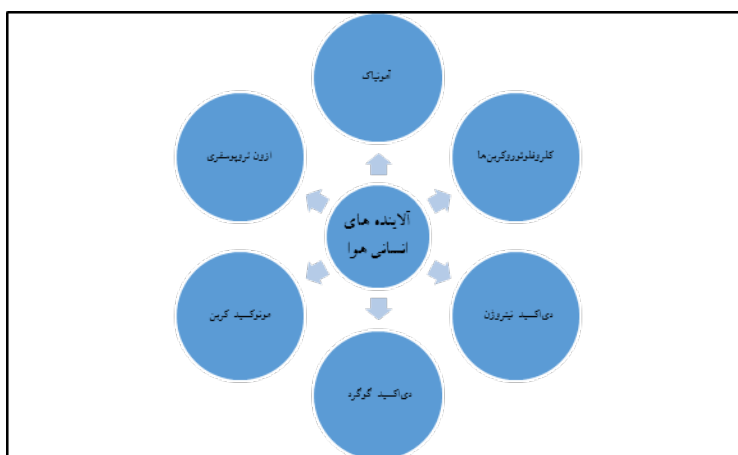 آمونیاک
کلروفلوئوروکربن‌ها
دی‌اکسید نیتروژن
دی‌اکسید گوگرد
مونوکسید کربن
ازون تروپوسفری
آلاینده های
انسانی هوا